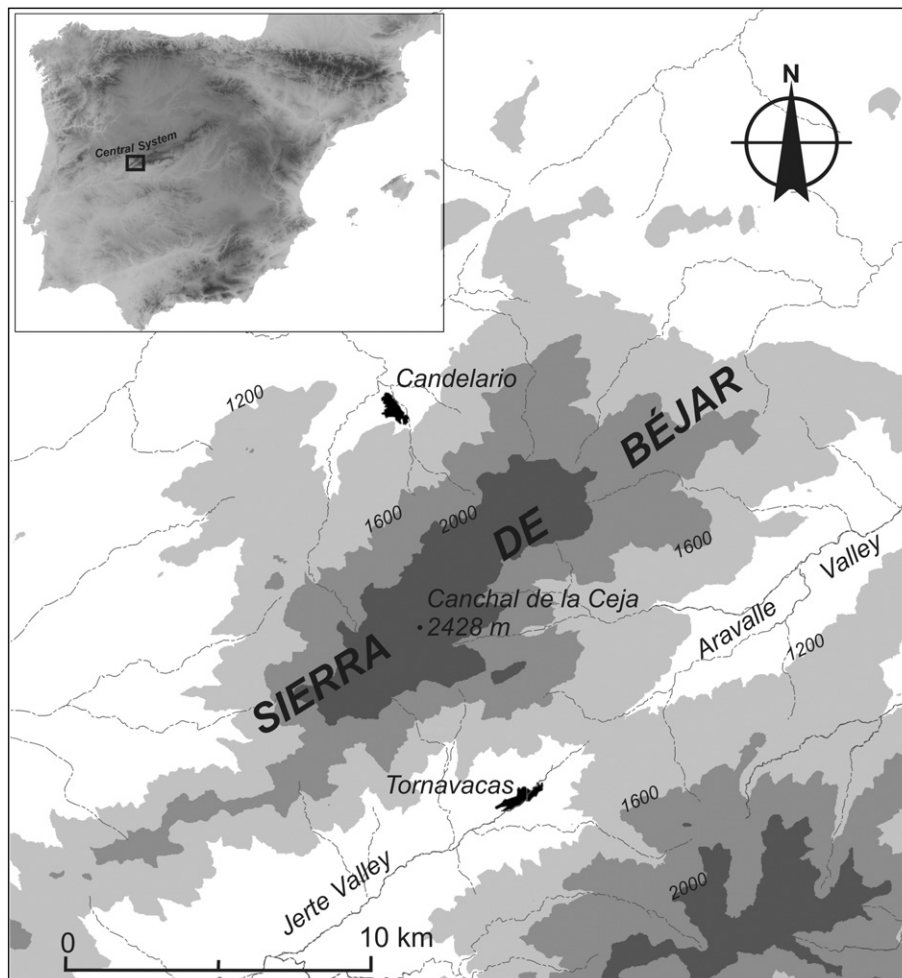 Central System
N
Candelario
1200
BÉJAR
1600
2000
DE
1600
Valley
Canchal de la Ceja
2428 m
Aravalle
1200
SIERRA
Tornavacas
1600
2000
Jerte Valley
0
10 km